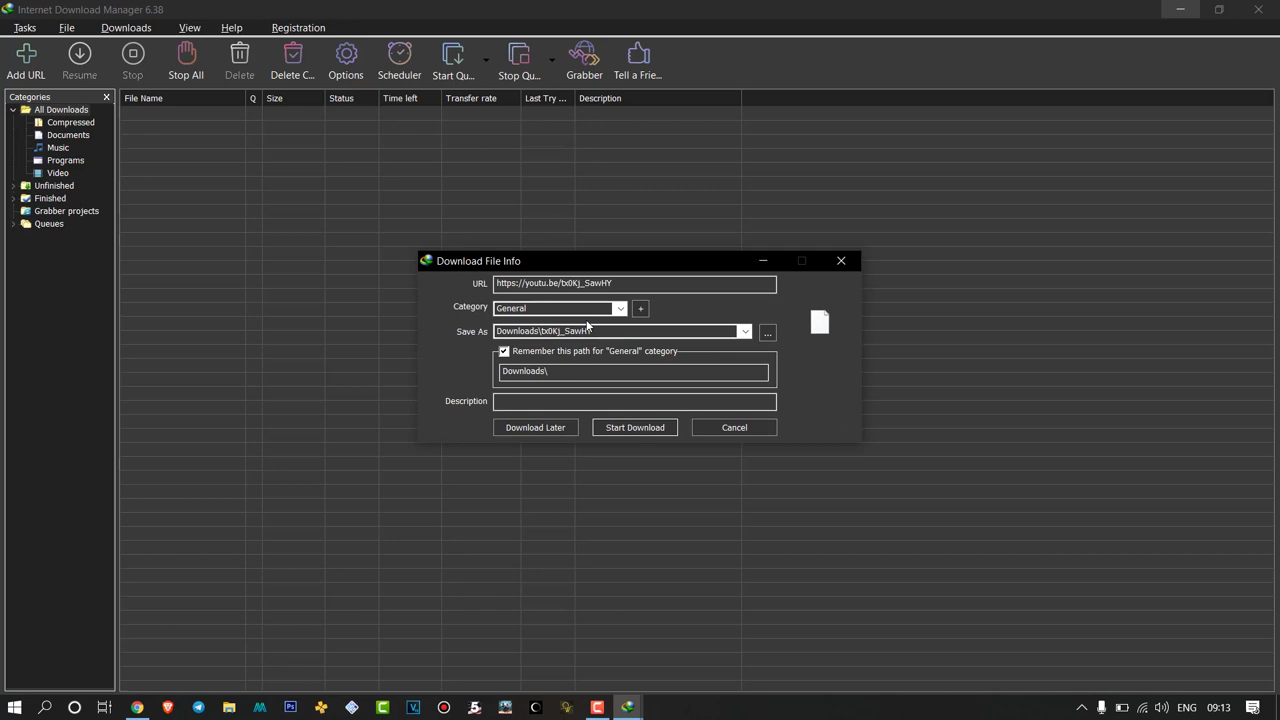 Internet Download Manager 6.38
Tasks File Downloads View Help Registration
Add URL Resume Stop Stop All Delete Delete C... Options Scheduler Start Qu... Stop Qu... Grabber Tell a Frie...
Categories
All Downloads
Compressed
Documents
Music
Programs
Video
Unfinished
Finished
Grabber projects
Queues
File Name Q Size Status Time left Transfer rate Last Try ... Description
Download File Info
URL https://youtu.be/tx0Kj_SawHY
Category General +
Save As Downloads\tx0Kj_SawHY ...
Remember this path for "General" category
Downloads\
Description
Download Later Start Download Cancel
ENG 09:13